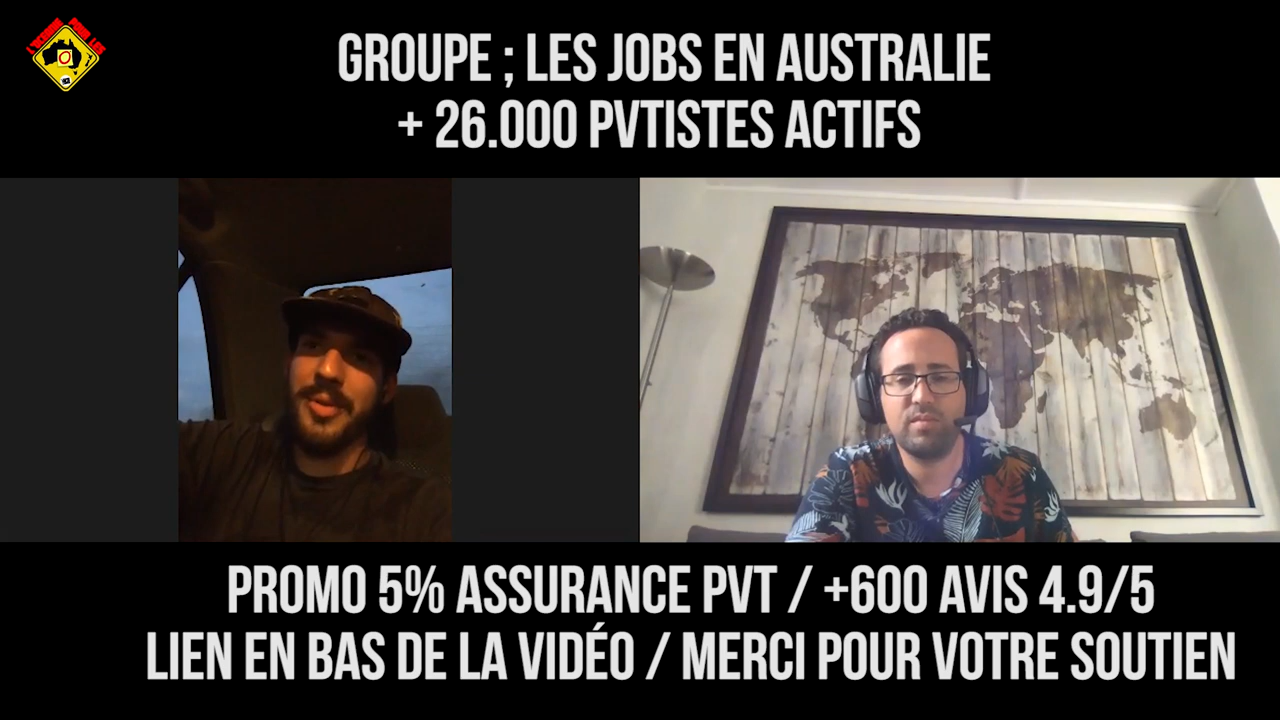 GROUPE ; LES JOBS EN AUSTRALIE
+ 26.000 PVTISTES ACTIFS
PROMO 5% ASSURANCE PVT / +600 AVIS 4.9/5
LIEN EN BAS DE LA VIDÉO / MERCI POUR VOTRE SOUTIEN